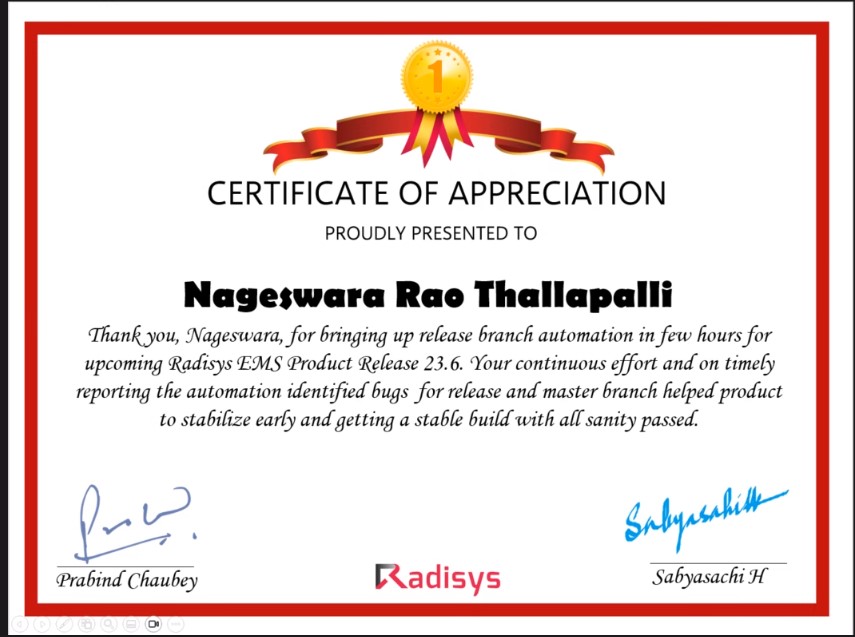 1
CERTIFICATE OF APPRECIATION
PROUDLY PRESENTED TO
Nageswara Rao Thallapalli
Thank you, Nageswara, for bringing up release branch automation in few hours for
upcoming Radisys EMS Product Release 23.6. Your continuous effort and on timely
reporting the automation identified bugs for release and master branch helped product
to stabilize early and getting a stable build with all sanity passed.
Prabind Chaubey
Radisys
Sabyasachi H